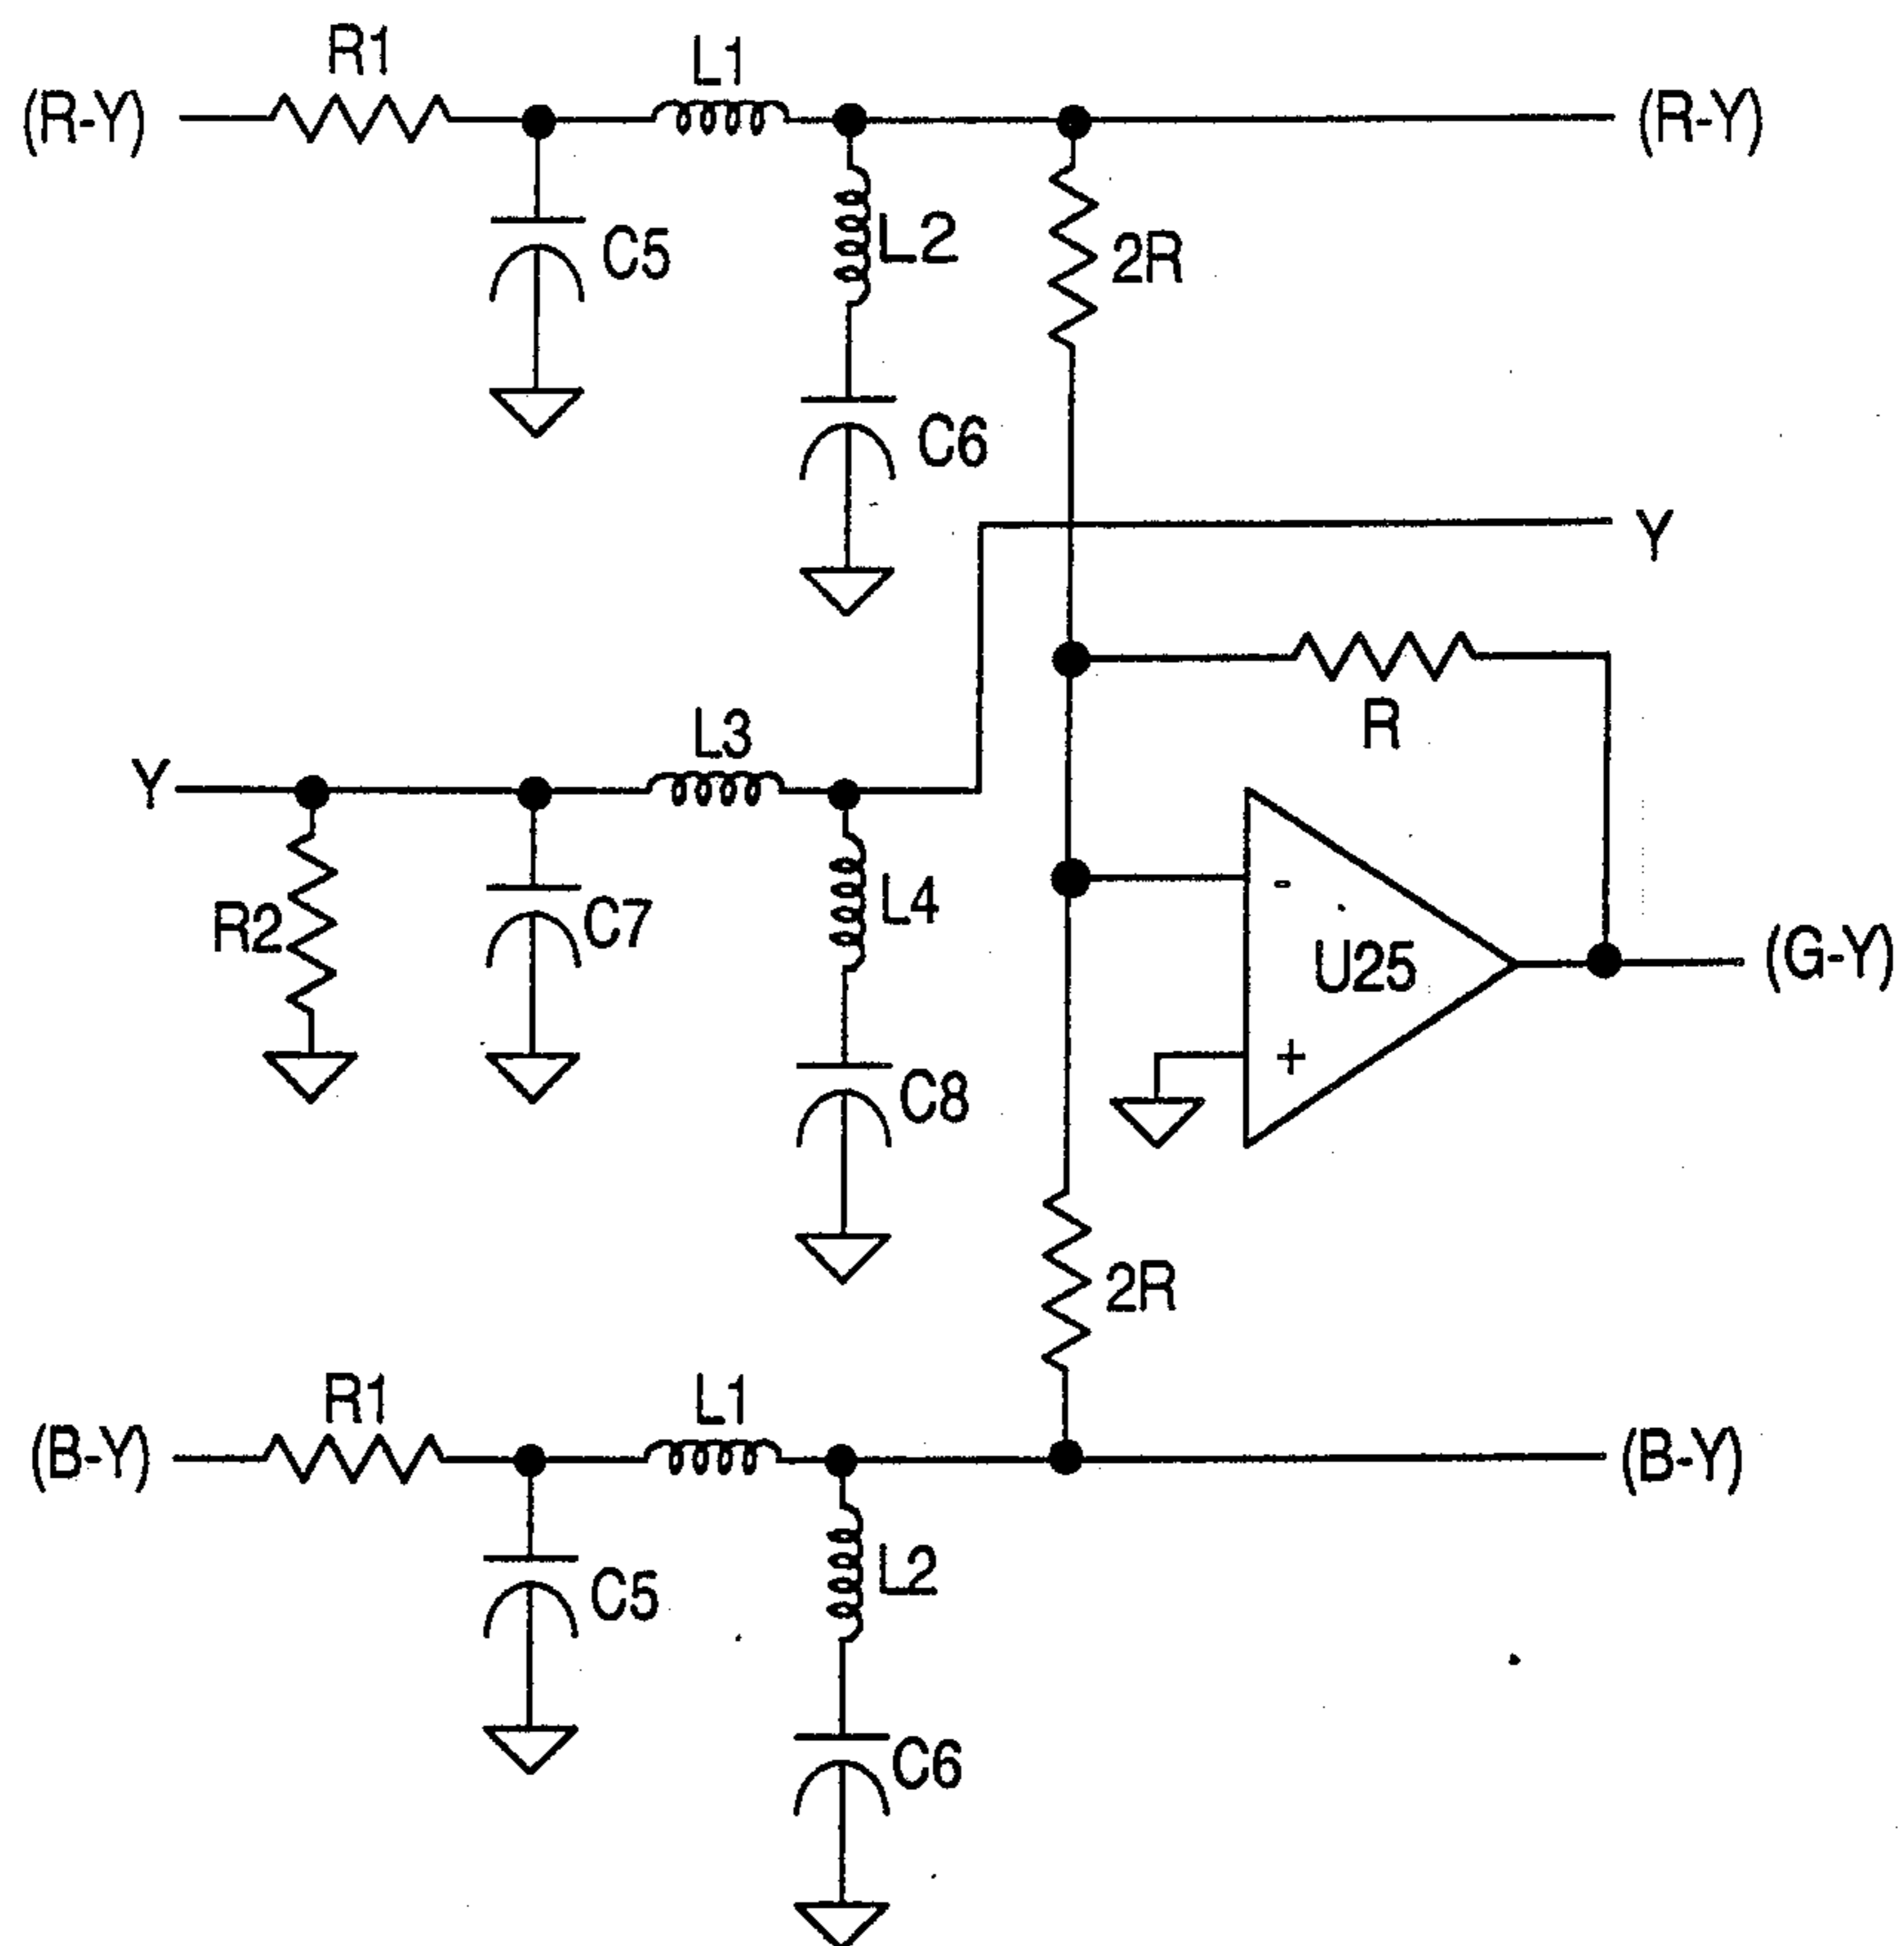 R1
L1
(R-Y)
(R-Y)
C5
L2
2R
C6
Y
R
L3
Y
R2
C7
L4
-
U25
(G-Y)
+
C8
2R
R1
L1
(B-Y)
(B-Y)
C5
L2
C6